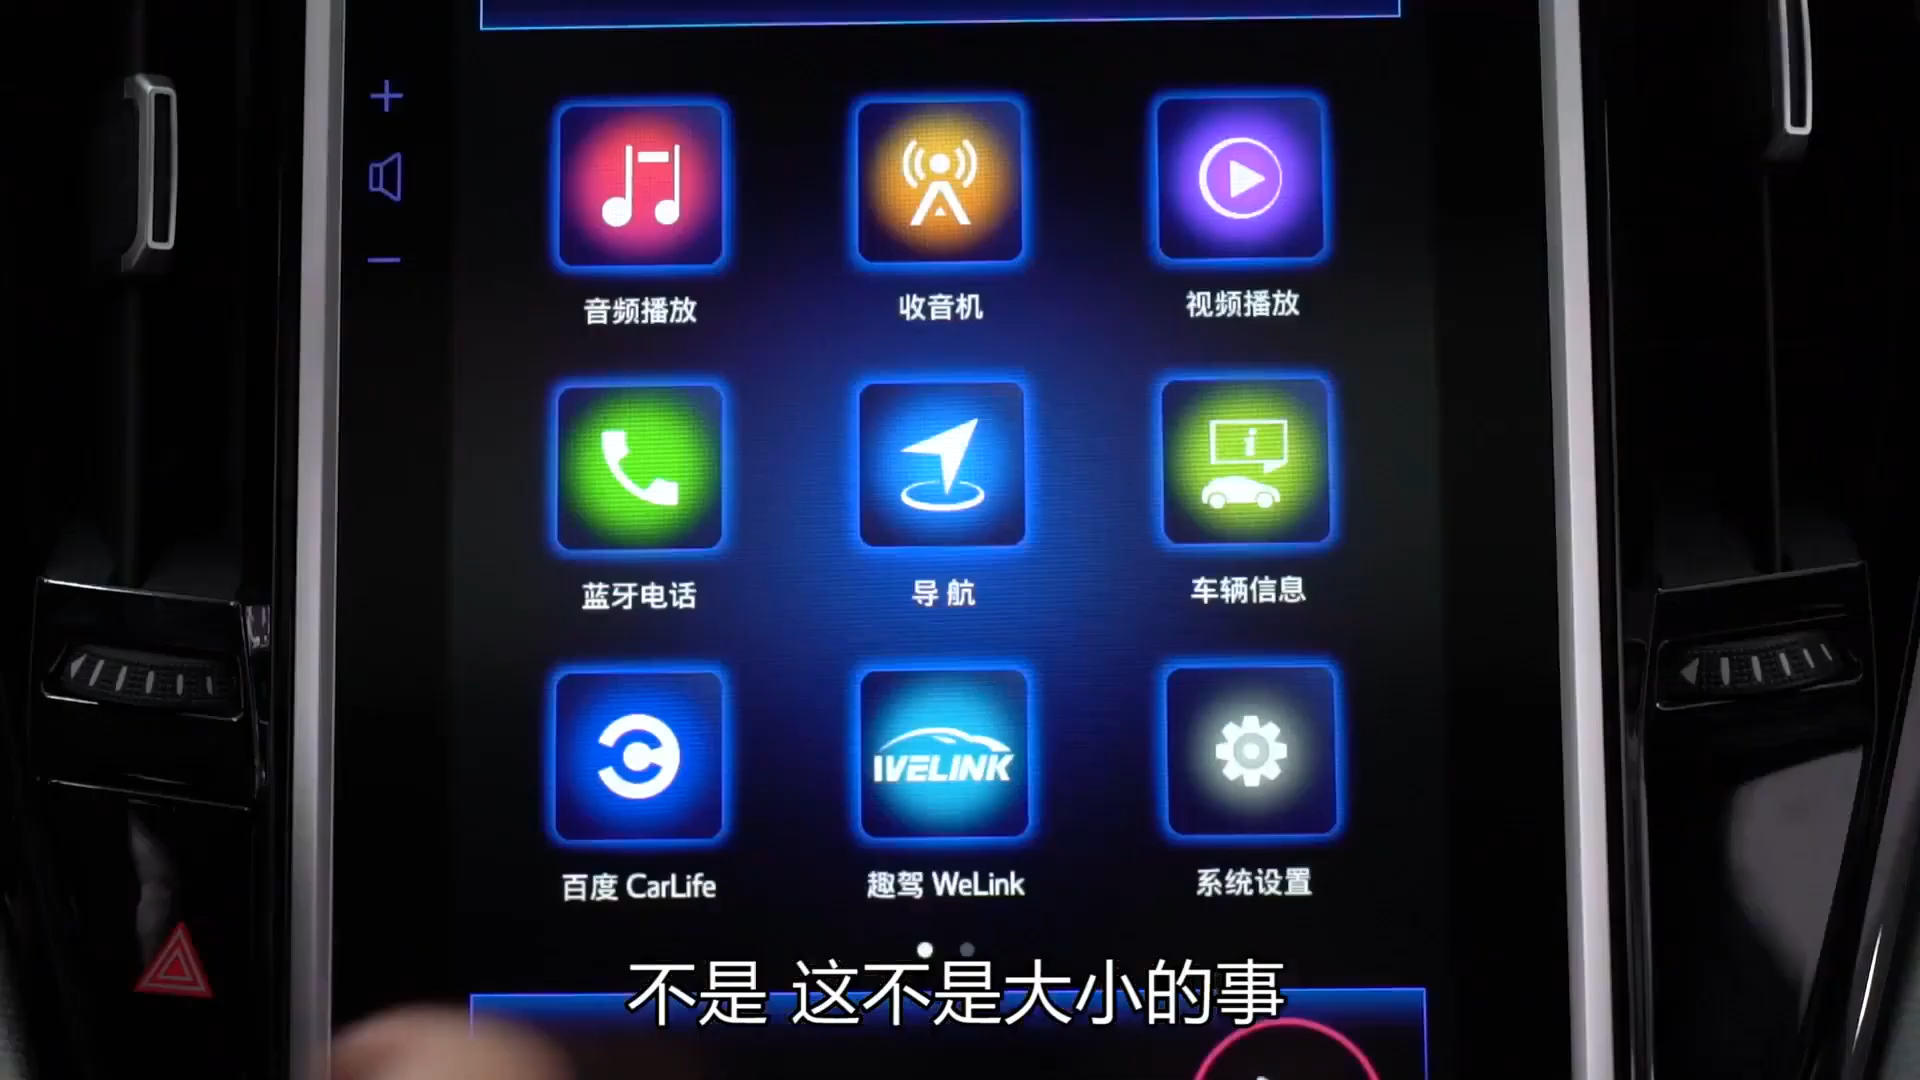 音频播放
收音机
视频播放
蓝牙电话
导航
i
车辆信息
IVELINK
百度 CarLife
趣驾 WeLink
系统设置
不是 这不是大小的事